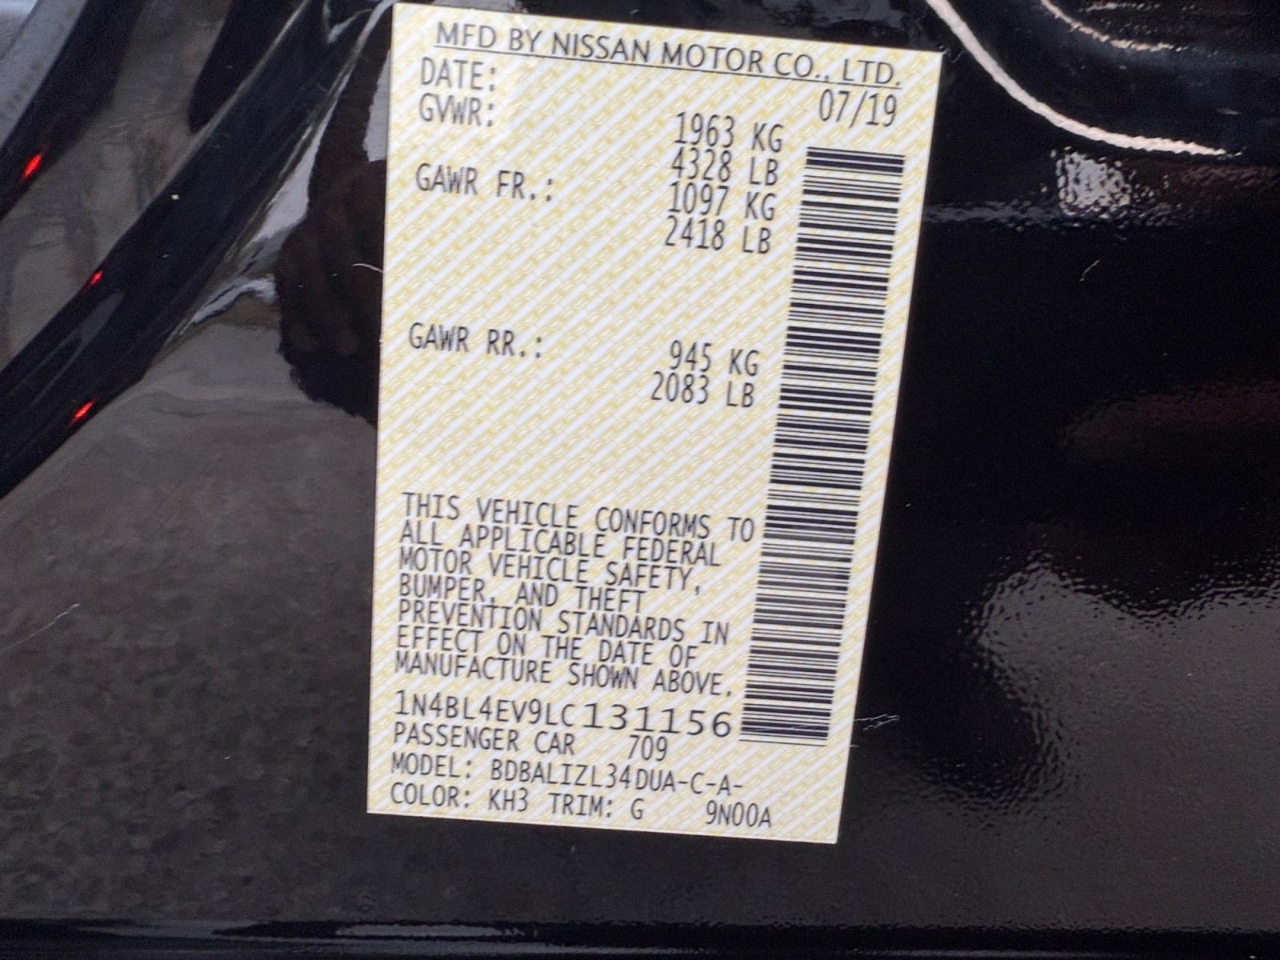 MFD BY NISSAN MOTOR CO., LTD.
DATE: 07/19
GVWR: 1963 KG
4328 LB
GAWR FR.: 1097 KG
2418 LB
GAWR RR.: 945 KG
2083 LB
THIS VEHICLE CONFORMS TO
ALL APPLICABLE FEDERAL
MOTOR VEHICLE SAFETY,
BUMPER, AND THEFT
PREVENTION STANDARDS IN
EFFECT ON THE DATE OF
MANUFACTURE SHOWN ABOVE.
1N4BL4EV9LC131156
PASSENGER CAR 709
MODEL: BDBALIZL34DUA-C-A-
COLOR: KH3 TRIM: G 9N00A